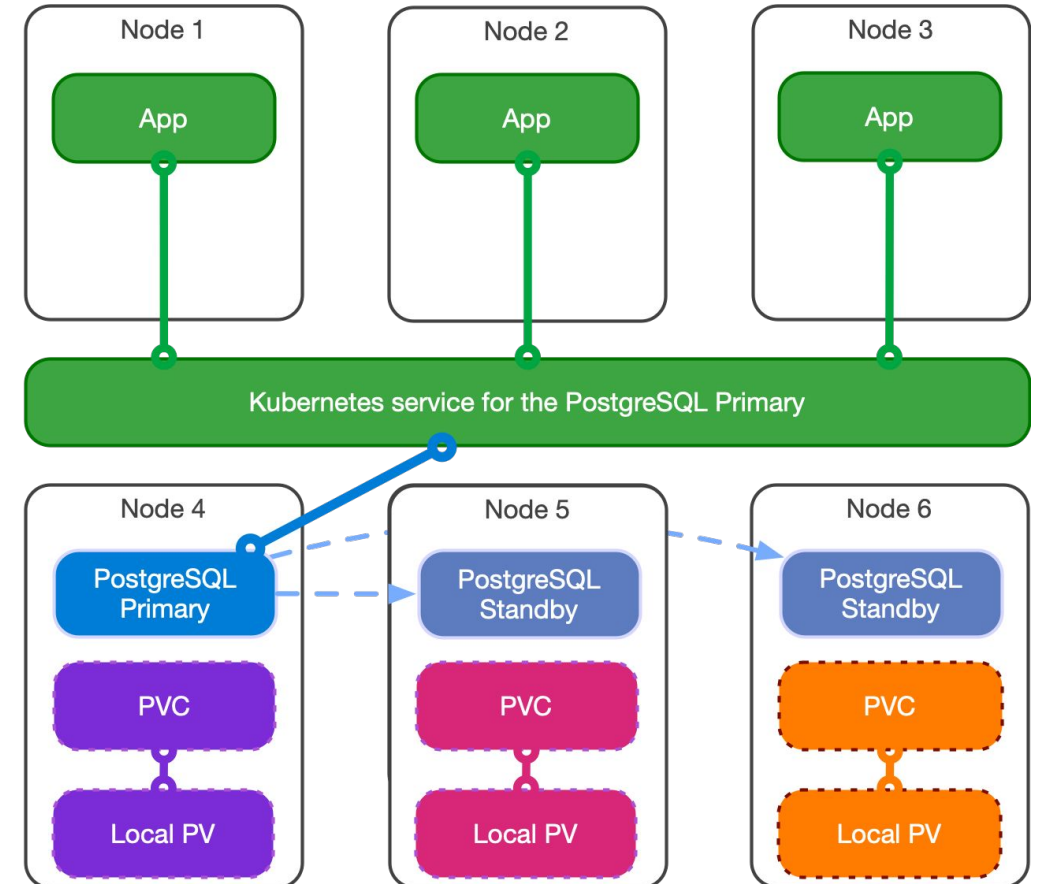 Node 1
Node 2
Node 3
App
App
App
Kubernetes service for the PostgreSQL Primary
Node 4
Node 5
Node 6
PostgreSQL
Primary
PostgreSQL
Standby
PostgreSQL
Standby
PVC
PVC
PVC
Local PV
Local PV
Local PV